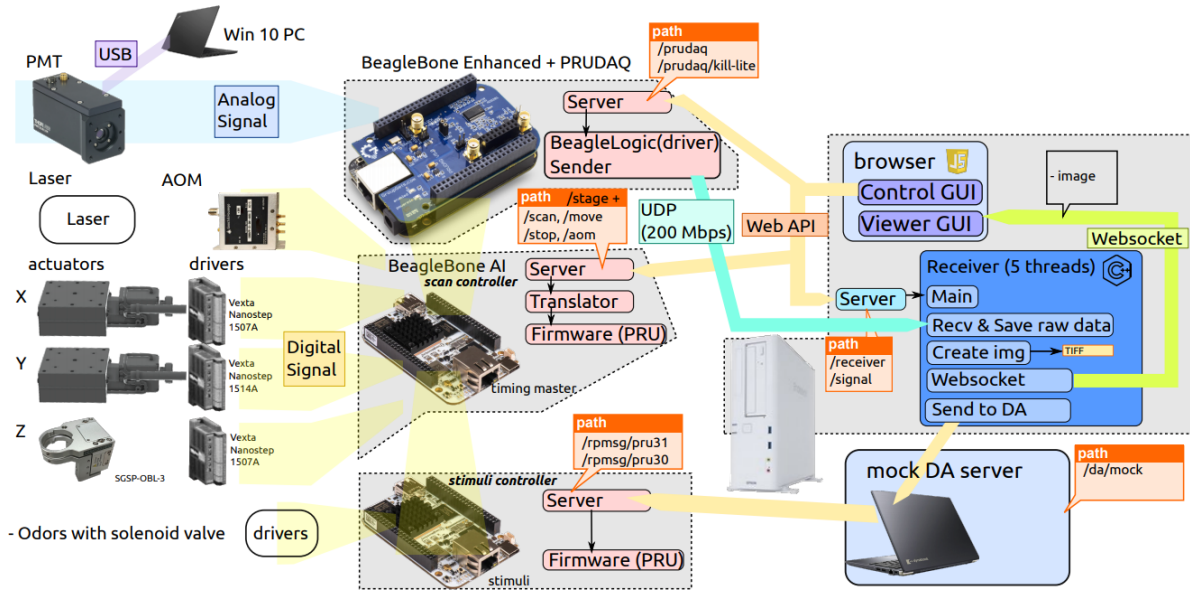 Win 10 PC
USB
PMT
BeagleBone Enhanced + PRUDAQ
path
/prudaq
/prudaq/kill-lite
Analog
Signal
Server
BeagleLogic(driver)
Sender
browser
JS
Control GUI
Viewer GUI
- image
Laser
AOM
Laser
path /stage +
/scan, /move
/stop, /aom
UDP
(200 Mbps)
Web API
Websocket
actuators
drivers
BeagleBone AI
scan controller
Server
Translator
Firmware (PRU)
timing master
Receiver (5 threads)
C++
Server
Main
Recv & Save raw data
Create img
TIFF
Websocket
Send to DA
path
/receiver
/signal
X
Vexta
Nanostep
1507A
Y
Vexta
Nanostep
1514A
Digital
Signal
Z
Vexta
Nanostep
1507A
SGSP-OBL-3
path
/rpmsg/pru31
/rpmsg/pru30
stimuli controller
Server
Firmware (PRU)
stimuli
mock DA server
path
/da/mock
- Odors with solenoid valve
drivers